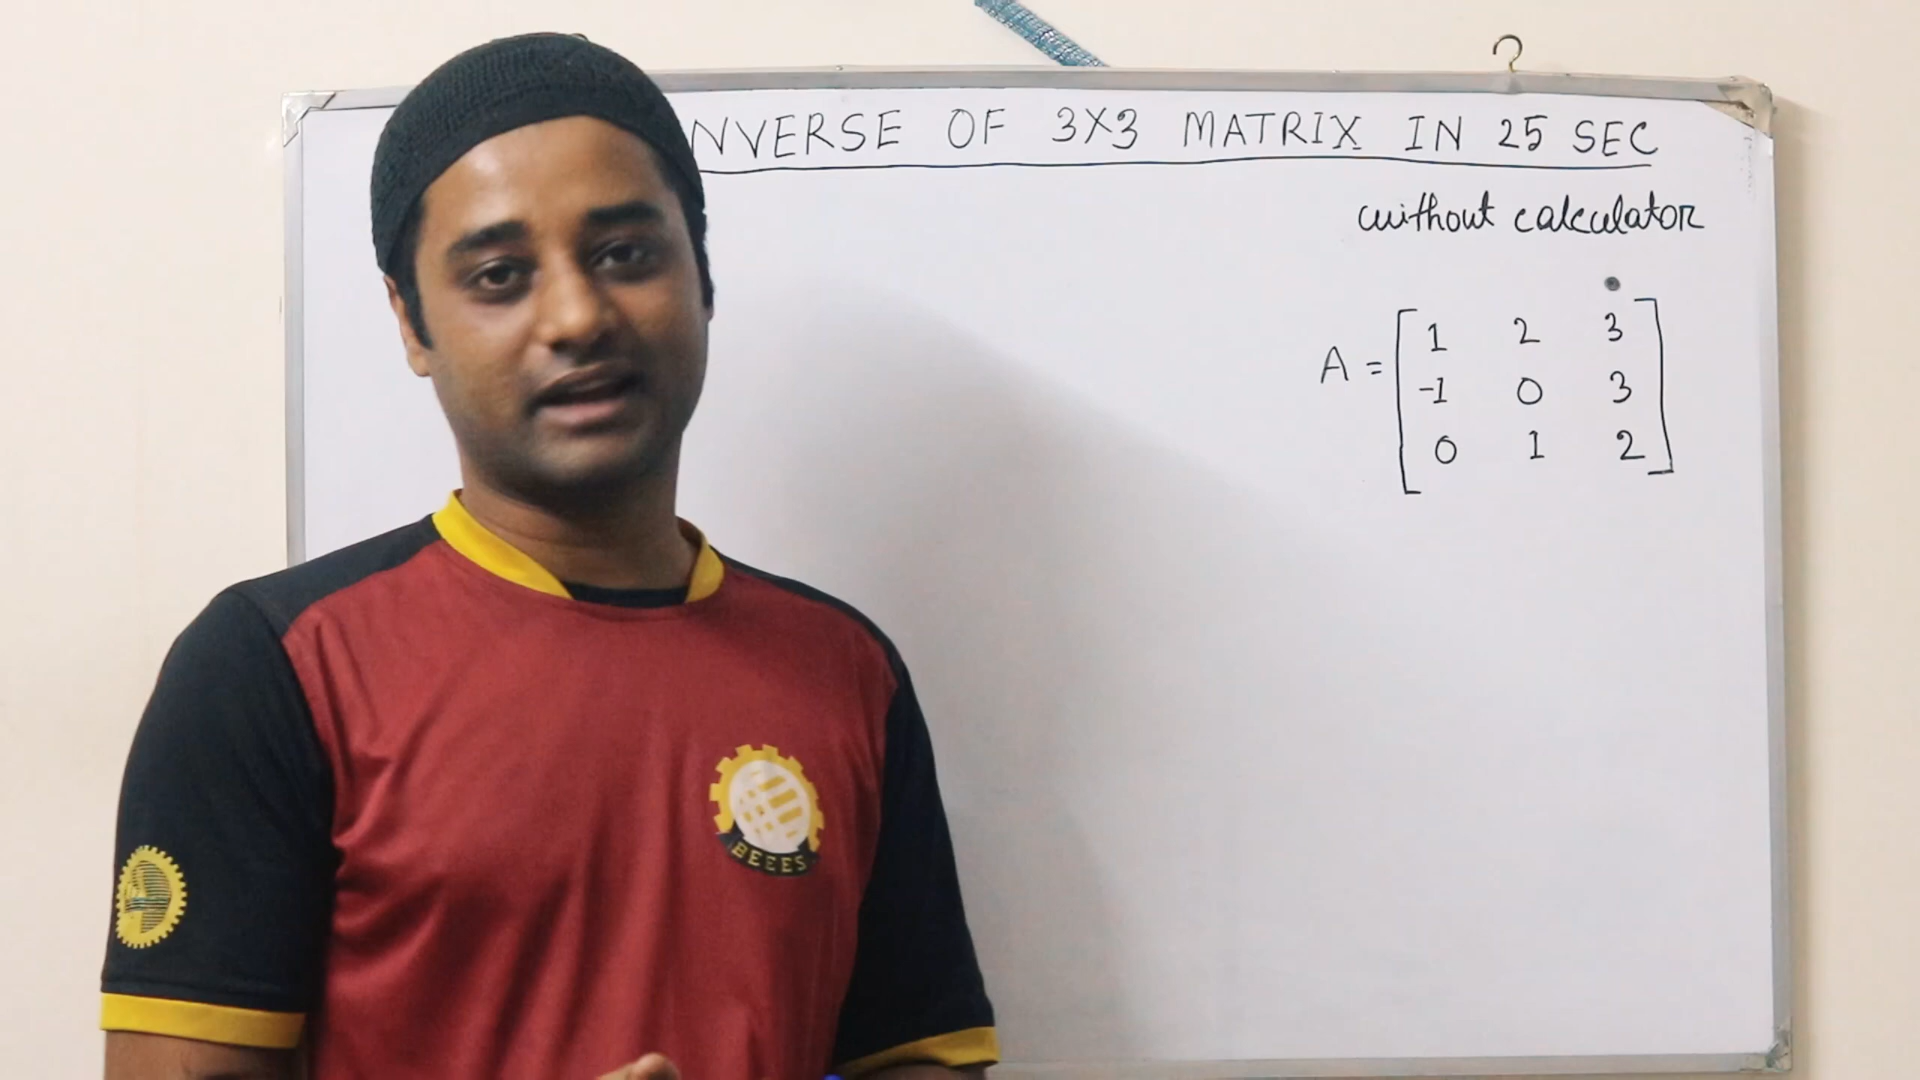 NVERSE OF 3X3 MATRIX IN 25 SEC
without calculator
A = [ 1 2 3
-1 0 3
0 1 2 ]
BEEES